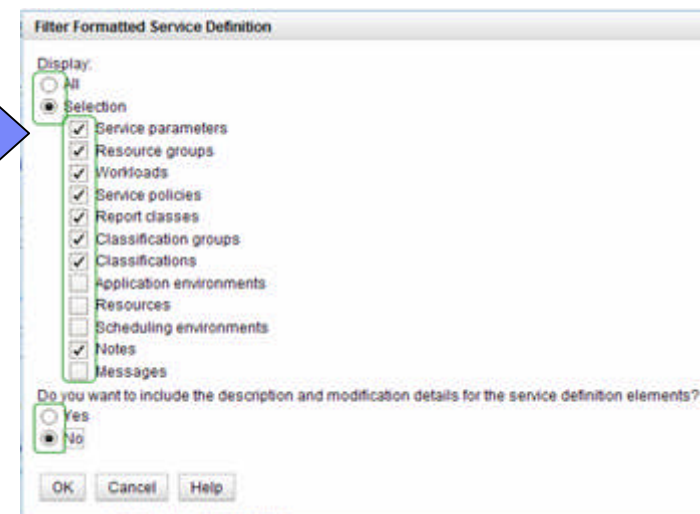 Filter Formatted Service Definition
Display:
All
Selection
Service parameters
Resource groups
Workloads
Service policies
Report classes
Classification groups
Classifications
Application environments
Resources
Scheduling environments
Notes
Messages
Do you want to include the description and modification details for the service definition elements?
Yes
No
OK Cancel Help